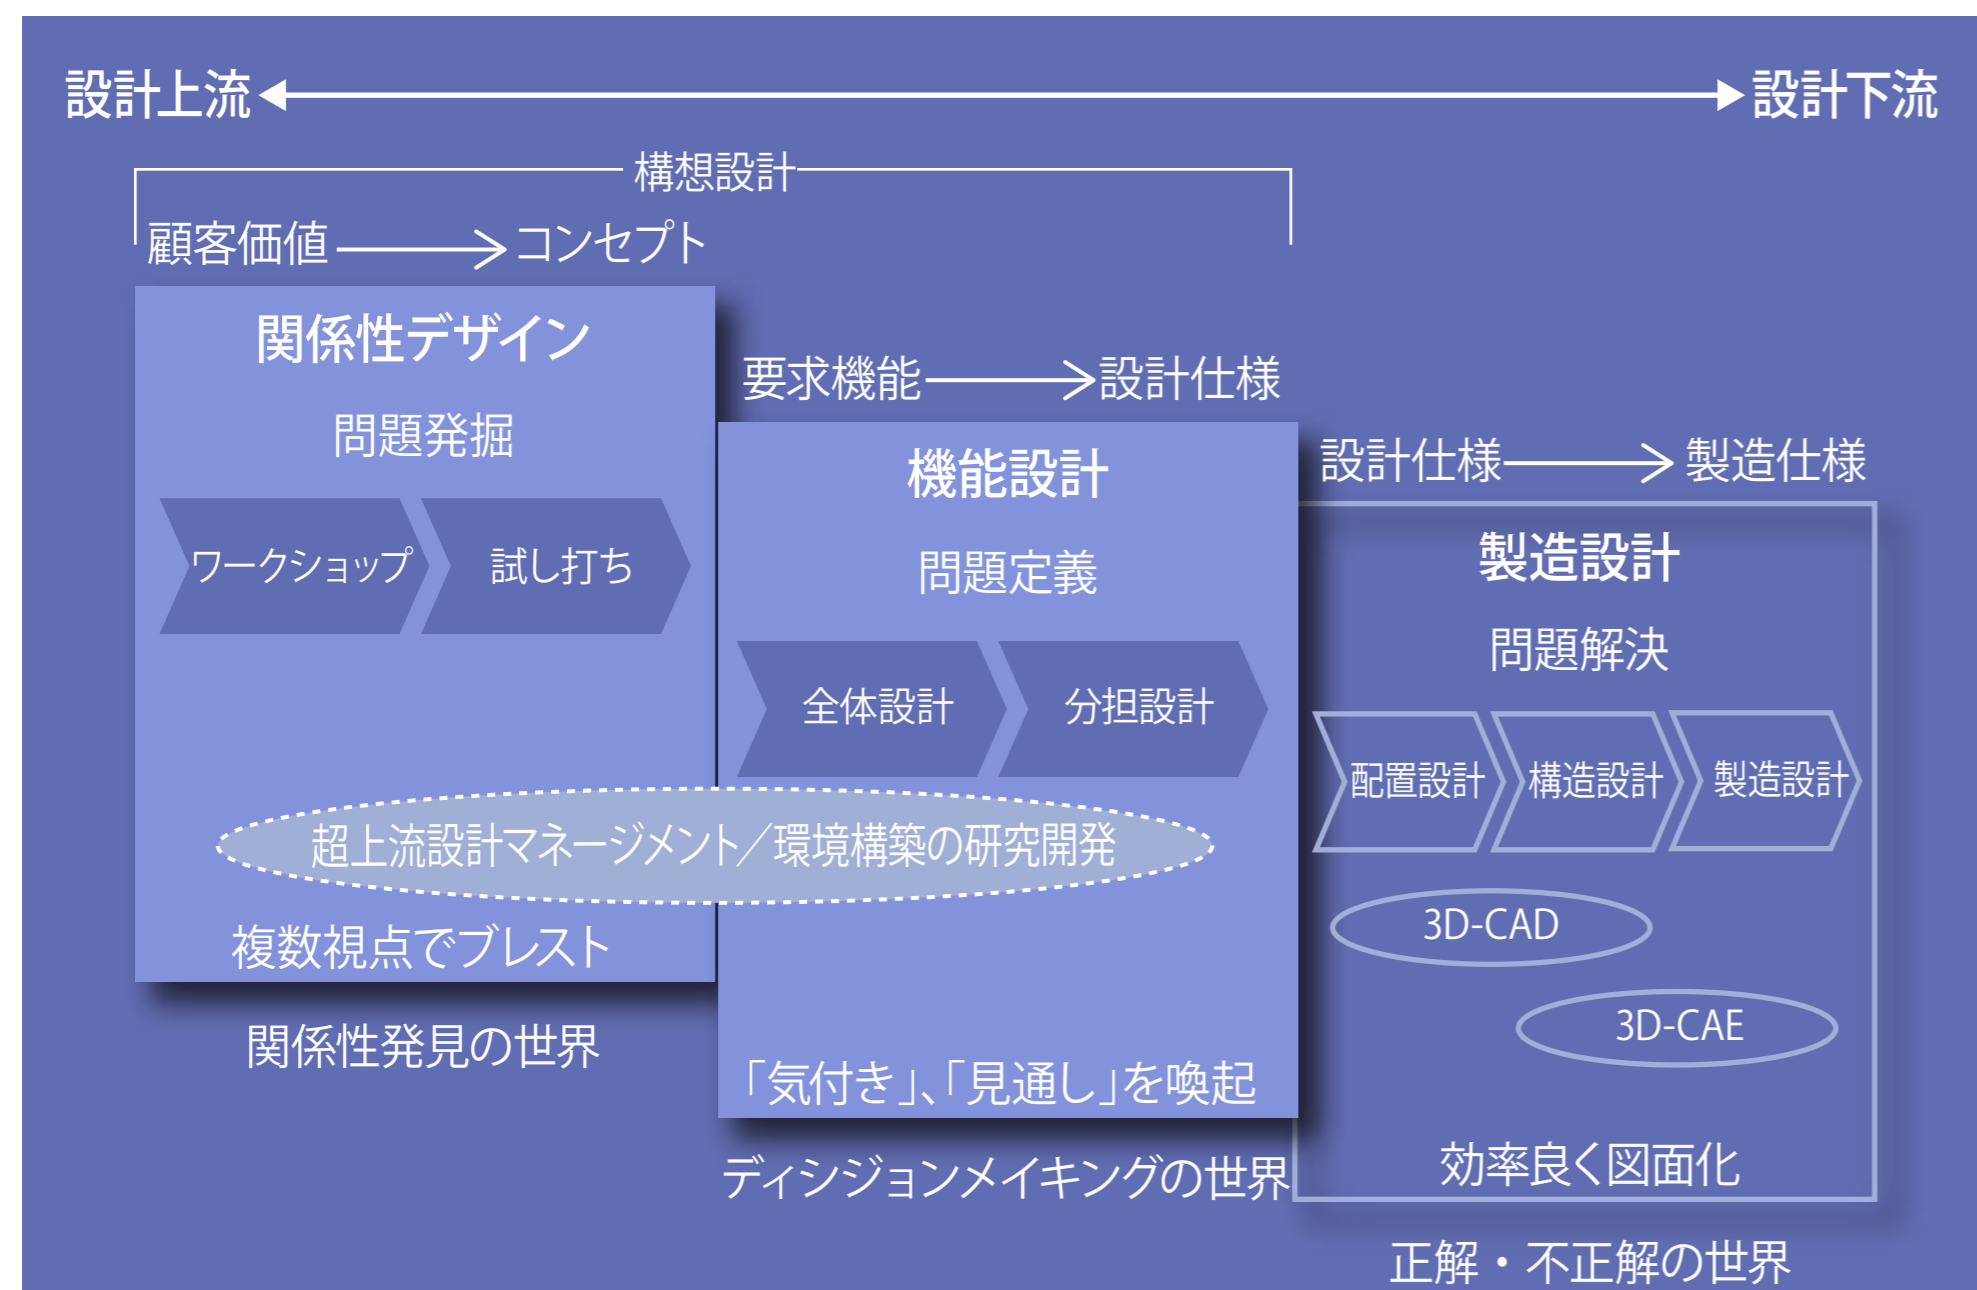 設計上流
設計下流
構想設計
顧客価値
コンセプト
関係性デザイン
問題発掘
ワークショップ
試し打ち
複数視点でブレスト
関係性発見の世界
要求機能
設計仕様
機能設計
問題定義
全体設計
分担設計
超上流設計マネージメント／環境構築の研究開発
「気付き」、「見通し」を喚起
ディシジョンメイキングの世界
設計仕様
製造仕様
製造設計
問題解決
配置設計
構造設計
製造設計
3D-CAD
3D-CAE
効率良く図面化
正解・不正解の世界